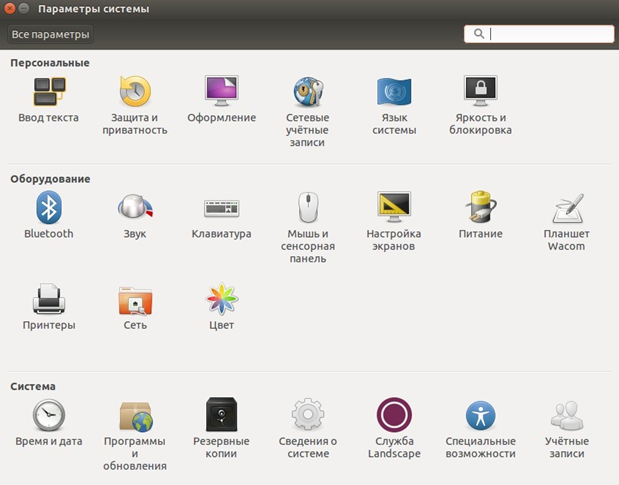 Параметры системы
Все параметры
Персональные
Ввод текста
Защита и приватность
Оформление
Сетевые учётные записи
Язык системы
Яркость и блокировка
Оборудование
Bluetooth
Звук
Клавиатура
Мышь и сенсорная панель
Настройка экранов
Питание
Планшет Wacom
Принтеры
Сеть
Цвет
Система
Время и дата
Программы и обновления
Резервные копии
Сведения о системе
Служба Landscape
Специальные возможности
Учётные записи